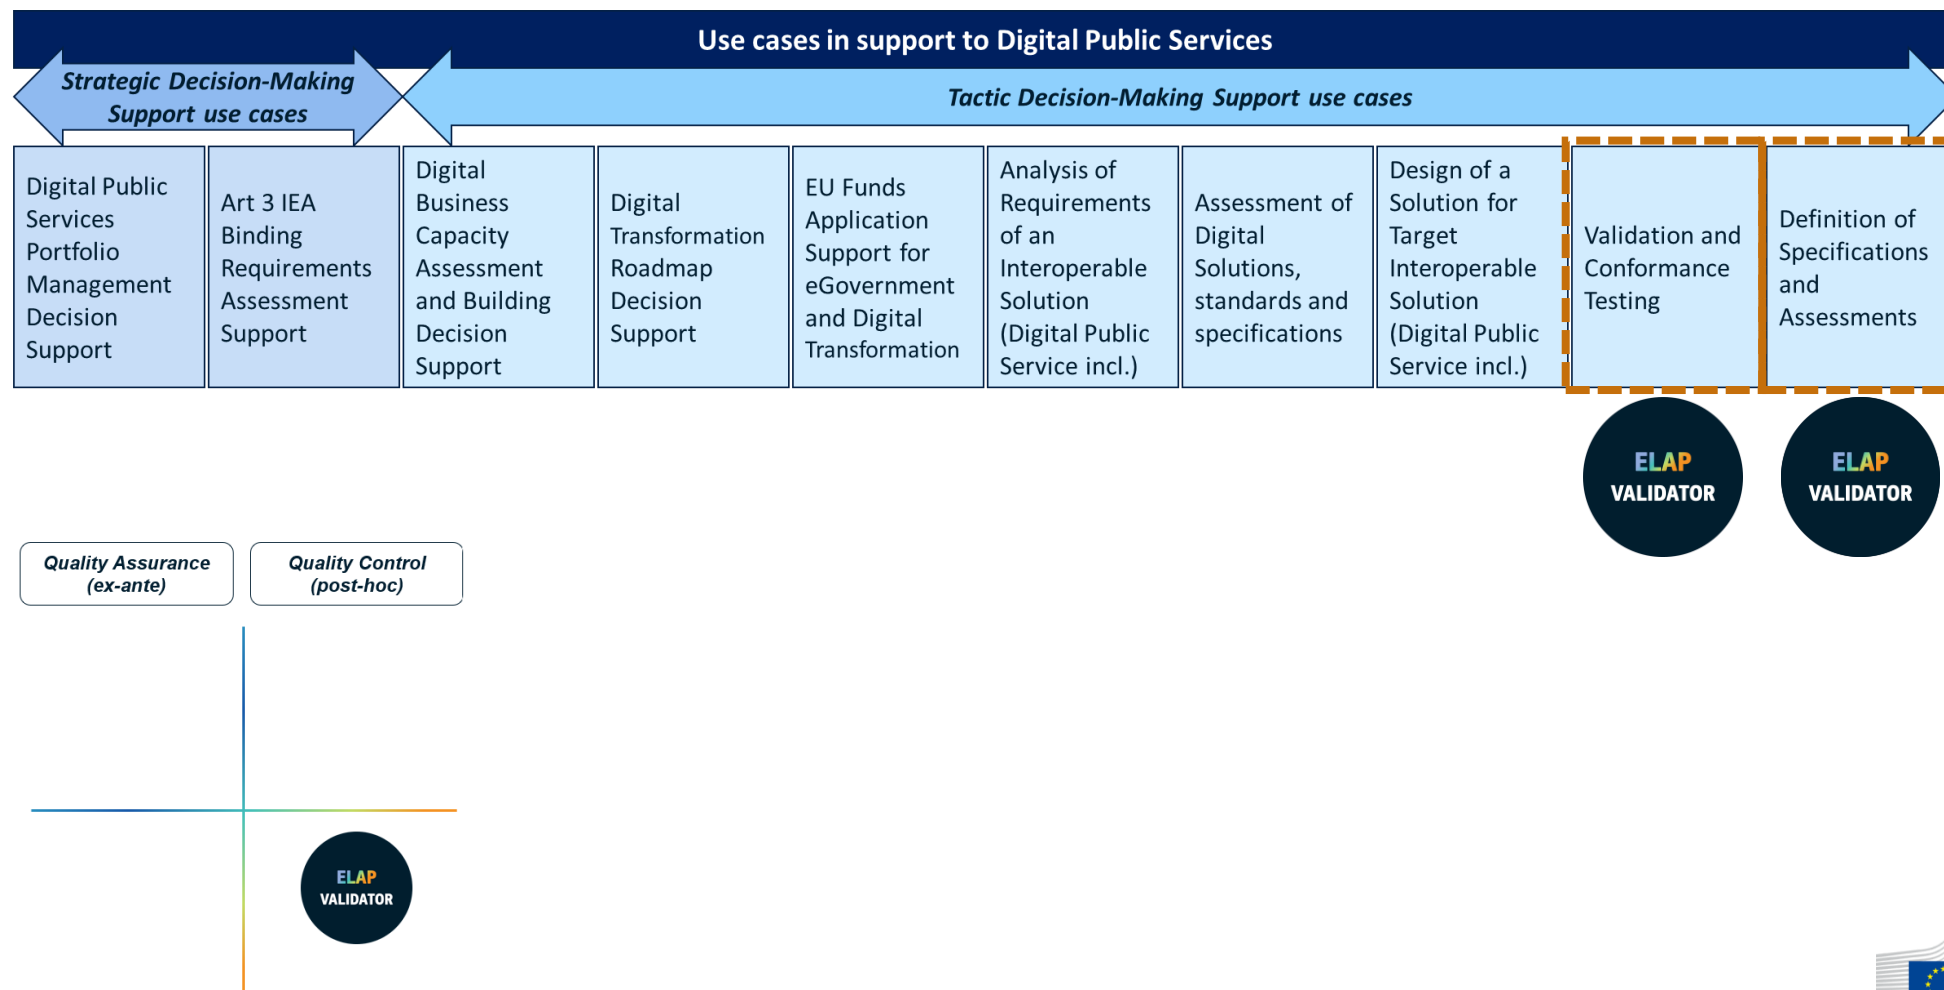 Use cases in support to Digital Public Services
Strategic Decision-Making
Support use cases
Tactic Decision-Making Support use cases
Digital Public
Services
Portfolio
Management
Decision
Support
Art 3 IEA
Binding
Requirements
Assessment
Support
Digital
Business
Capacity
Assessment
and Building
Decision
Support
Digital
Transformation
Roadmap
Decision
Support
EU Funds
Application
Support for
eGovernment
and Digital
Transformation
Analysis of
Requirements
of an
Interoperable
Solution
(Digital Public
Service incl.)
Assessment of
Digital
Solutions,
standards and
specifications
Design of a
Solution for
Target
Interoperable
Solution
(Digital Public
Service incl.)
Validation and
Conformance
Testing
Definition of
Specifications
and
Assessments
ELAP
VALIDATOR
ELAP
VALIDATOR
Quality Assurance
(ex-ante)
Quality Control
(post-hoc)
ELAP
VALIDATOR